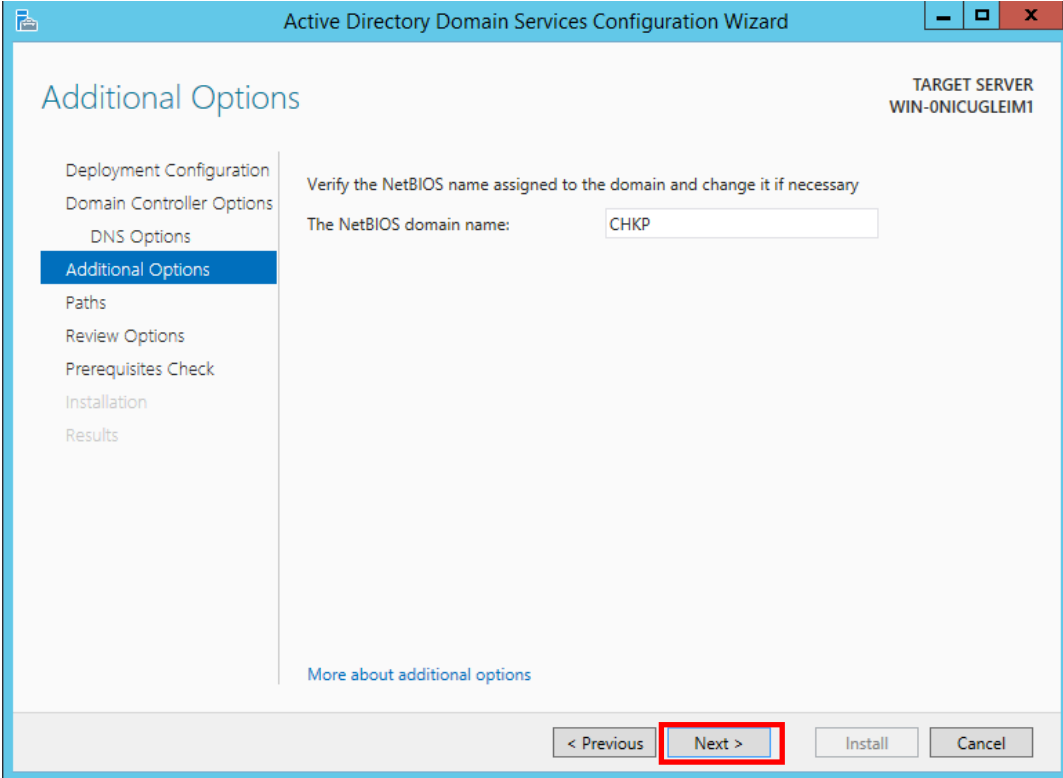 Active Directory Domain Services Configuration Wizard
Additional Options
TARGET SERVER
WIN-0NICUGLEIM1
Deployment Configuration
Domain Controller Options
DNS Options
Additional Options
Paths
Review Options
Prerequisites Check
Installation
Results
Verify the NetBIOS name assigned to the domain and change it if necessary
The NetBIOS domain name: CHKP
More about additional options
< Previous Next > Install Cancel